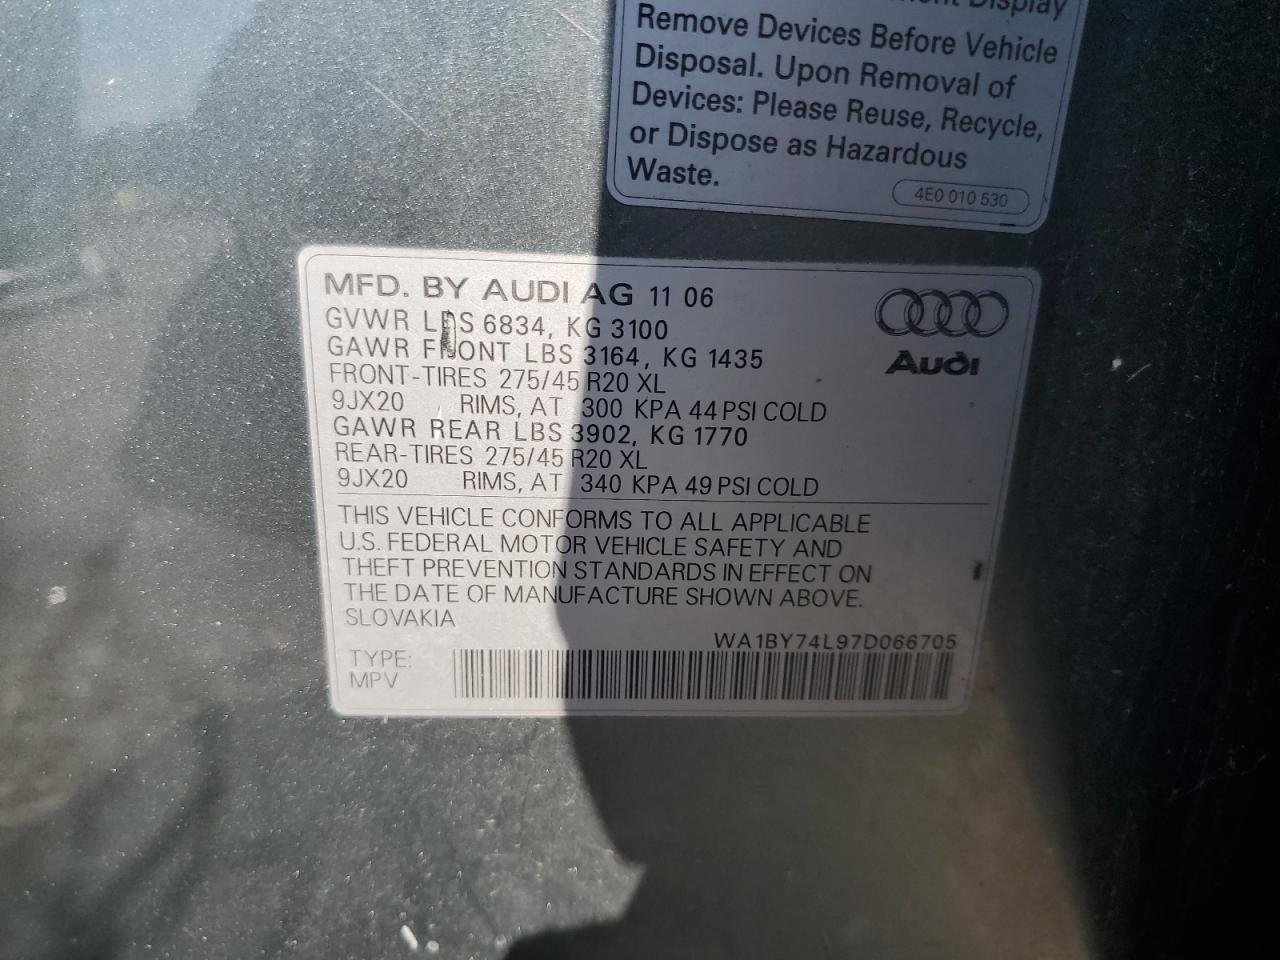 ment Display
Remove Devices Before Vehicle
Disposal. Upon Removal of
Devices: Please Reuse, Recycle,
or Dispose as Hazardous
Waste.
4E0 010 530
MFD. BY AUDI AG 11 06
GVWR LBS 6834, KG 3100
GAWR FRONT LBS 3164, KG 1435
FRONT-TIRES 275/45 R20 XL
9JX20 RIMS, AT 300 KPA 44 PSI COLD
GAWR REAR LBS 3902, KG 1770
REAR-TIRES 275/45 R20 XL
9JX20 RIMS, AT 340 KPA 49 PSI COLD
Audi
THIS VEHICLE CONFORMS TO ALL APPLICABLE
U.S. FEDERAL MOTOR VEHICLE SAFETY AND
THEFT PREVENTION STANDARDS IN EFFECT ON
THE DATE OF MANUFACTURE SHOWN ABOVE.
SLOVAKIA
WA1BY74L97D066705
TYPE:
MPV